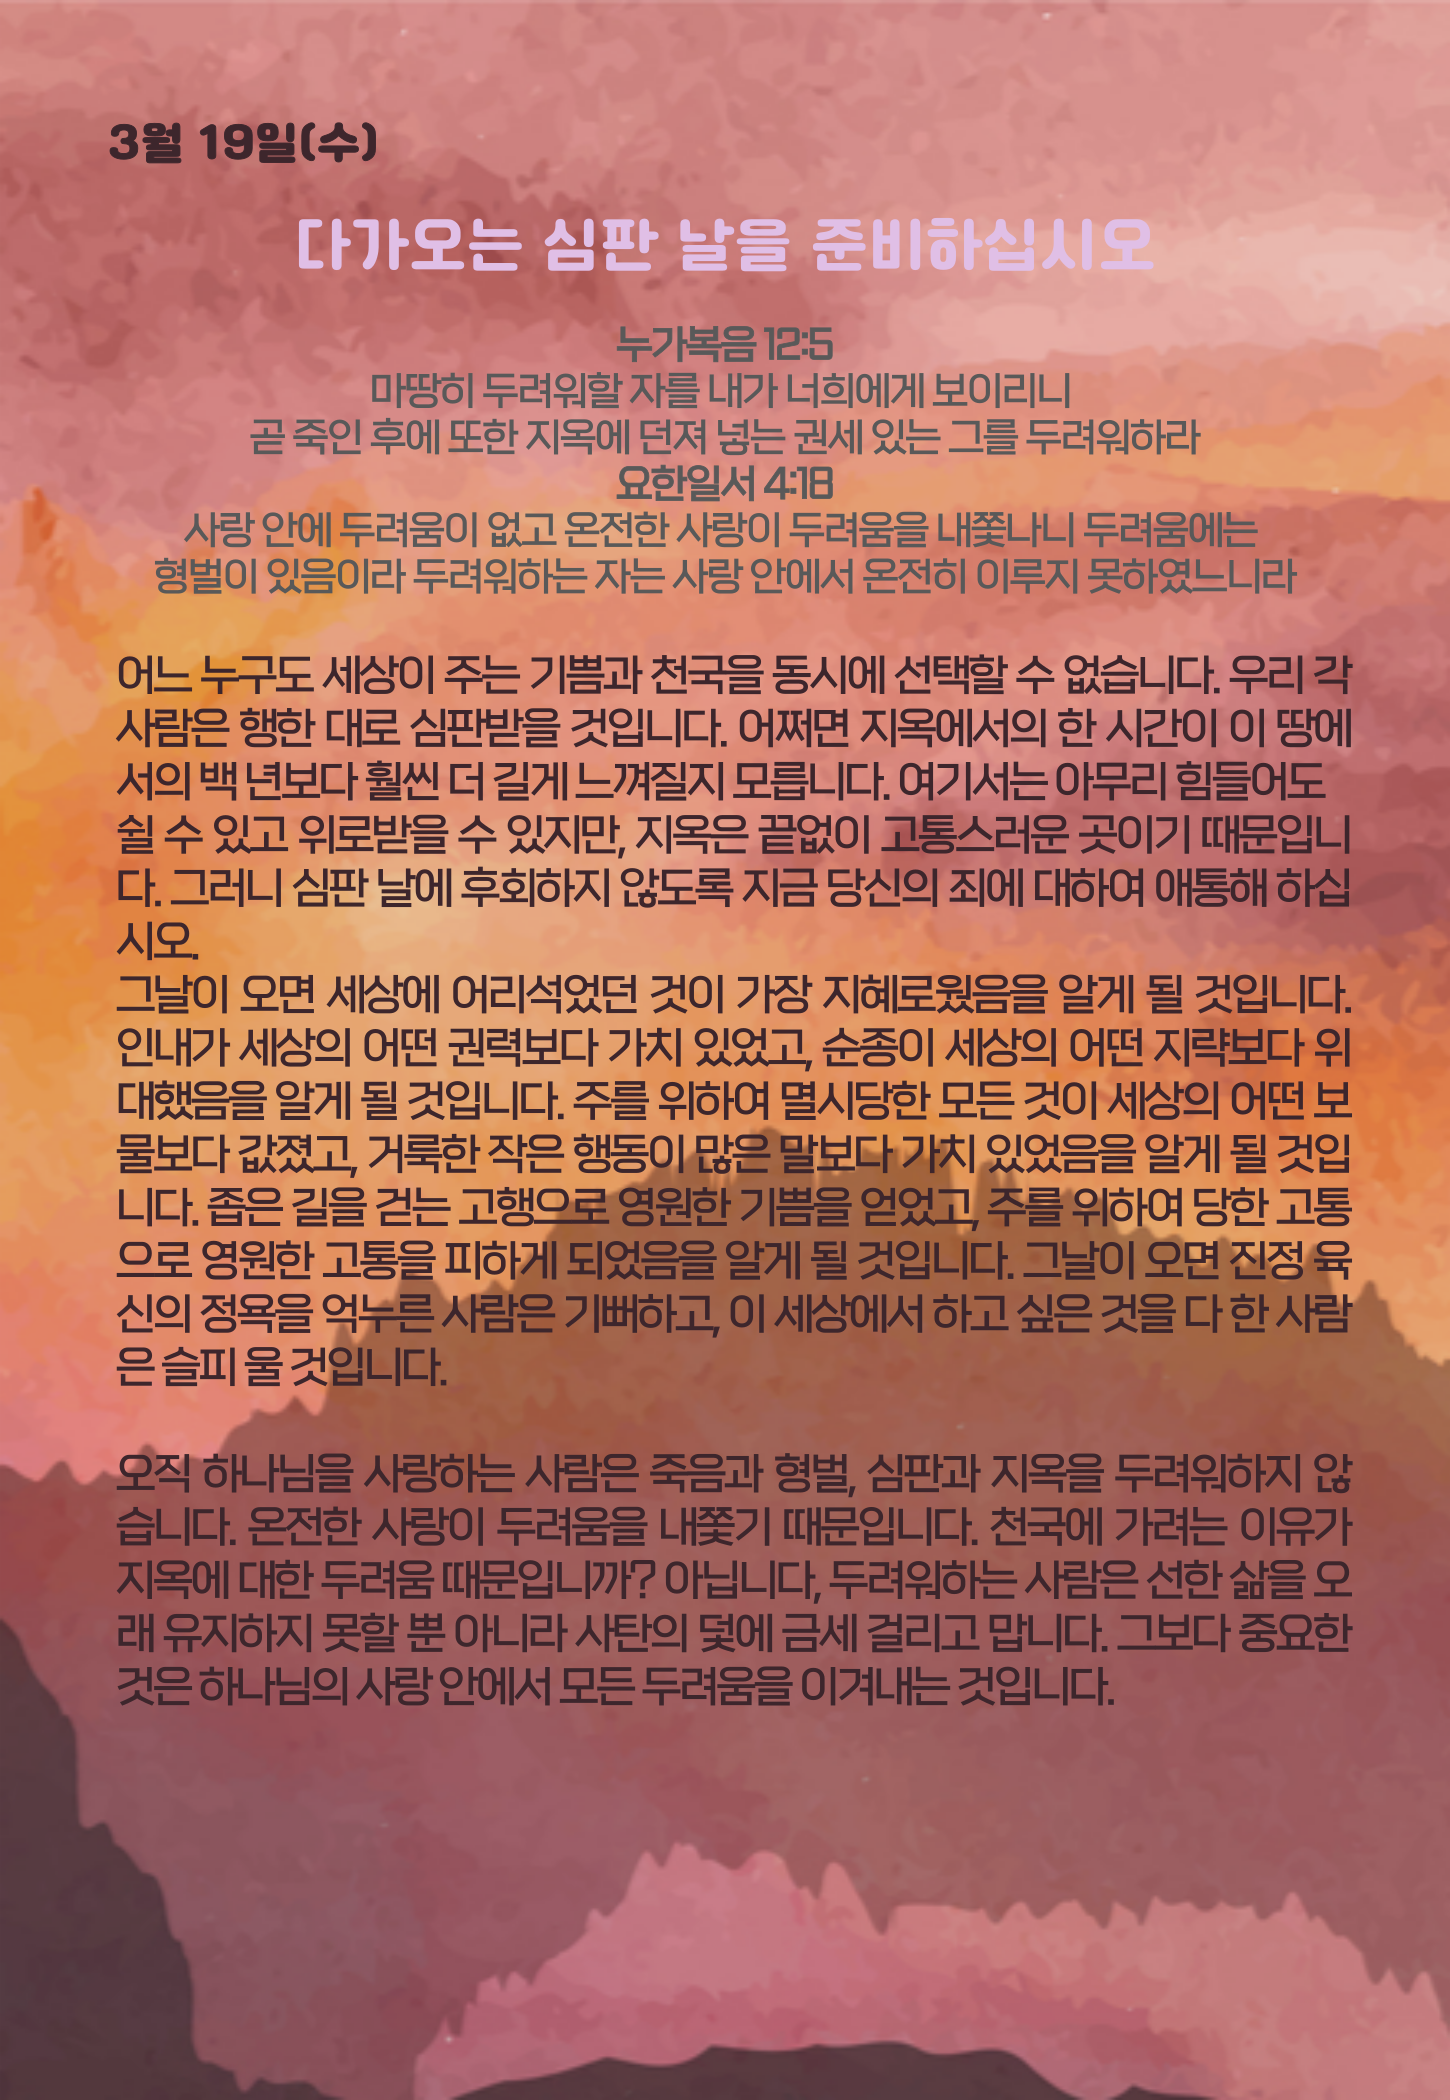 3월 19일(수)
다가오는 심판 날을 준비하십시오
누가복음 12:5
마땅히 두려워할 자를 내가 너희에게 보이리니
곧 죽인 후에 또한 지옥에 던져 넣는 권세 있는 그를 두려워하라
요한일서 4:18
사랑 안에 두려움이 없고 온전한 사랑이 두려움을 내쫓나니 두려움에는
형벌이 있음이라 두려워하는 자는 사랑 안에서 온전히 이루지 못하였느니라
어느 누구도 세상이 주는 기쁨과 천국을 동시에 선택할 수 없습니다. 우리 각
사람은 행한 대로 심판받을 것입니다. 어쩌면 지옥에서의 한 시간이 이 땅에
서의 백 년보다 훨씬 더 길게 느껴질지 모릅니다. 여기서는 아무리 힘들어도
쉴 수 있고 위로받을 수 있지만, 지옥은 끝없이 고통스러운 곳이기 때문입니
다. 그러니 심판 날에 후회하지 않도록 지금 당신의 죄에 대하여 애통해 하십
시오.
그날이 오면 세상에 어리석었던 것이 가장 지혜로웠음을 알게 될 것입니다.
인내가 세상의 어떤 권력보다 가치 있었고, 순종이 세상의 어떤 지략보다 위
대했음을 알게 될 것입니다. 주를 위하여 멸시당한 모든 것이 세상의 어떤 보
물보다 값졌고, 거룩한 작은 행동이 많은 말보다 가치 있었음을 알게 될 것입
니다. 좁은 길을 걷는 고행으로 영원한 기쁨을 얻었고, 주를 위하여 당한 고통
으로 영원한 고통을 피하게 되었음을 알게 될 것입니다. 그날이 오면 진정 육
신의 정욕을 억누른 사람은 기뻐하고, 이 세상에서 하고 싶은 것을 다 한 사람
은 슬피 울 것입니다.
오직 하나님을 사랑하는 사람은 죽음과 형벌, 심판과 지옥을 두려워하지 않
습니다. 온전한 사랑이 두려움을 내쫓기 때문입니다. 천국에 가려는 이유가
지옥에 대한 두려움 때문입니까? 아닙니다, 두려워하는 사람은 선한 삶을 오
래 유지하지 못할 뿐 아니라 사탄의 덫에 금세 걸리고 맙니다. 그보다 중요한
것은 하나님의 사랑 안에서 모든 두려움을 이겨내는 것입니다.